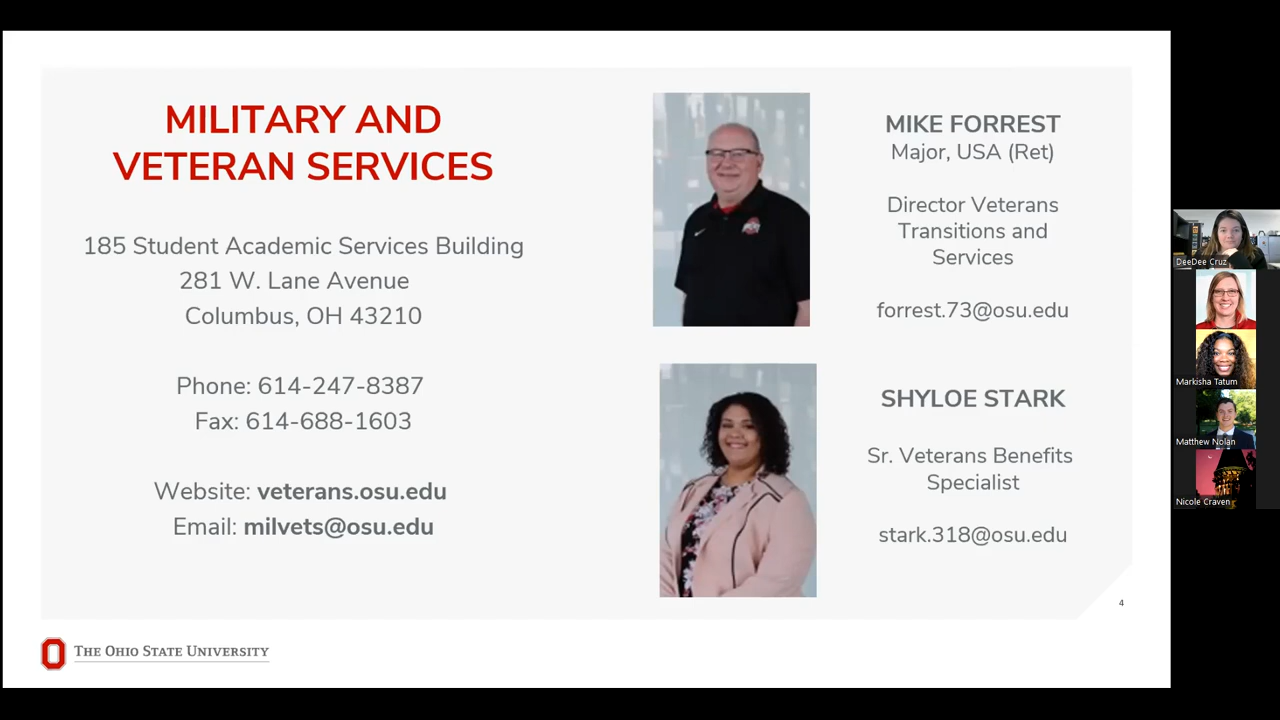 MILITARY AND
VETERAN SERVICES
185 Student Academic Services Building
281 W. Lane Avenue
Columbus, OH 43210
Phone: 614-247-8387
Fax: 614-688-1603
Website: veterans.osu.edu
Email: milvets@osu.edu
MIKE FORREST
Major, USA (Ret)
Director Veterans
Transitions and
Services
forrest.73@osu.edu
SHYLOE STARK
Sr. Veterans Benefits
Specialist
stark.318@osu.edu
4
THE OHIO STATE UNIVERSITY
DeeDee Cruz
Markisha Tatum
Matthew Nolan
Nicole Craven